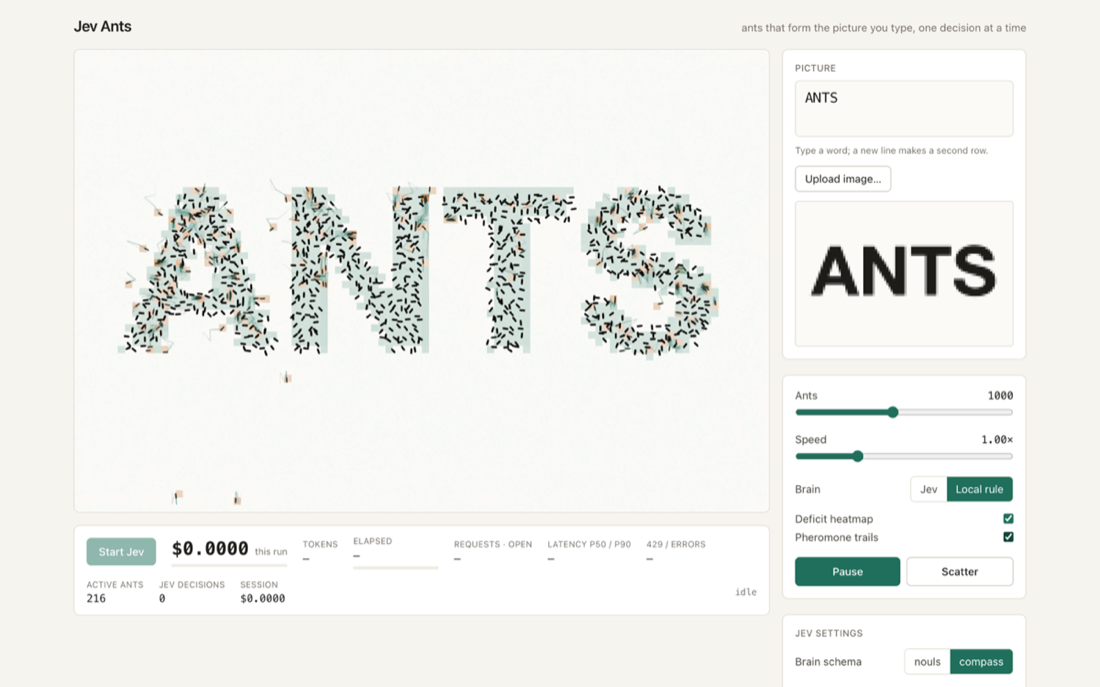 Jev Ants
ants that form the picture you type, one decision at a time
ANTS
PICTURE
ANTS
Type a word; a new line makes a second row.
Upload image...
ANTS
Ants 1000
Speed 1.00×
Brain Jev Local rule
Deficit heatmap
Pheromone trails
Pause Scatter
Start Jev $0.0000 this run
TOKENS
–
ELAPSED
–
REQUESTS · OPEN
–
LATENCY P50 / P90
–
429 / ERRORS
–
ACTIVE ANTS
216
JEV DECISIONS
0
SESSION
$0.0000
idle
JEV SETTINGS
Brain schema nouls compass